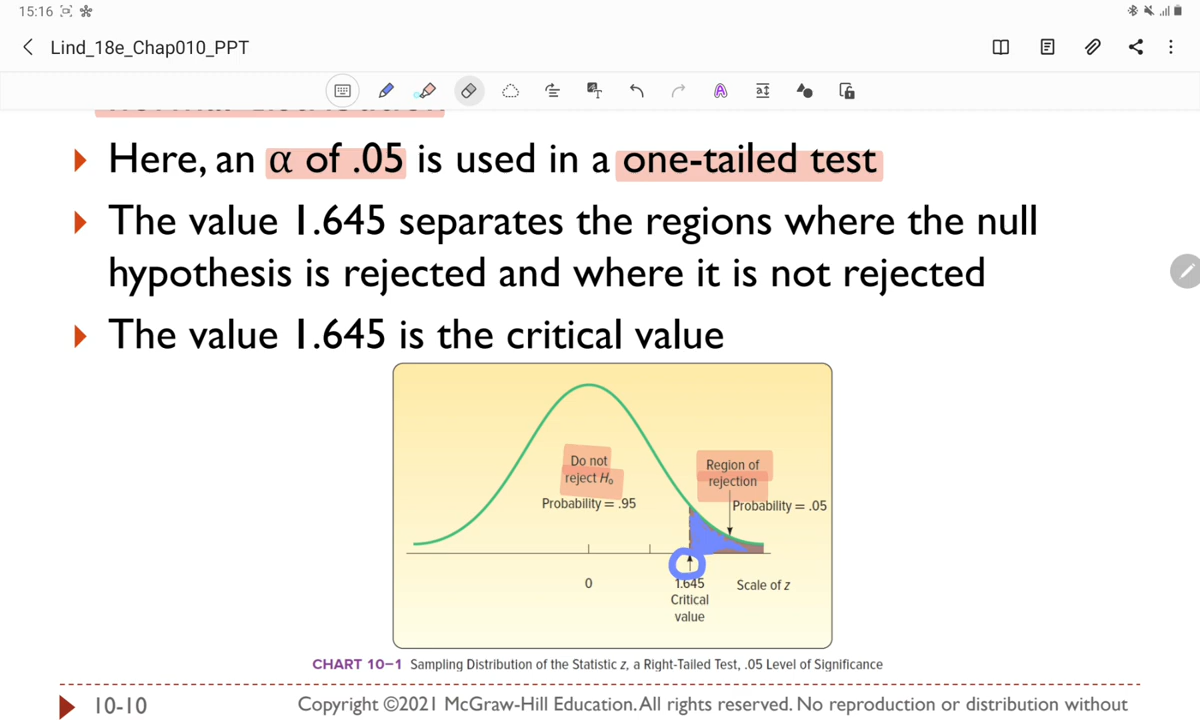 15:16
Lind_18e_Chap010_PPT
Here, an α of .05 is used in a one-tailed test
The value 1.645 separates the regions where the null
hypothesis is rejected and where it is not rejected
The value 1.645 is the critical value
Do not
reject H₀
Probability = .95
Region of
rejection
Probability = .05
0
1.645
Critical
value
Scale of z
CHART 10–1 Sampling Distribution of the Statistic z, a Right-Tailed Test, .05 Level of Significance
10-10
Copyright ©2021 McGraw-Hill Education. All rights reserved. No reproduction or distribution without